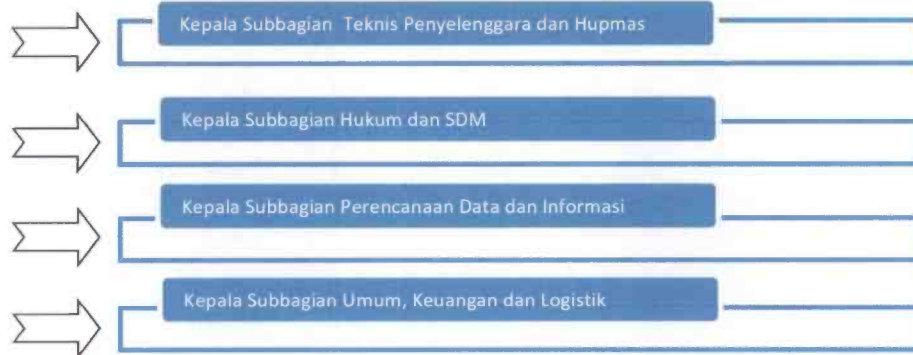 Kepala Subbagian Teknis Penyelenggara dan Hupmas
Kepala Subbagian Hukum dan SDM
Kepala Subbagian Perencanaan Data dan Informasi
Kepala Subbagian Umum, Keuangan dan Logistik